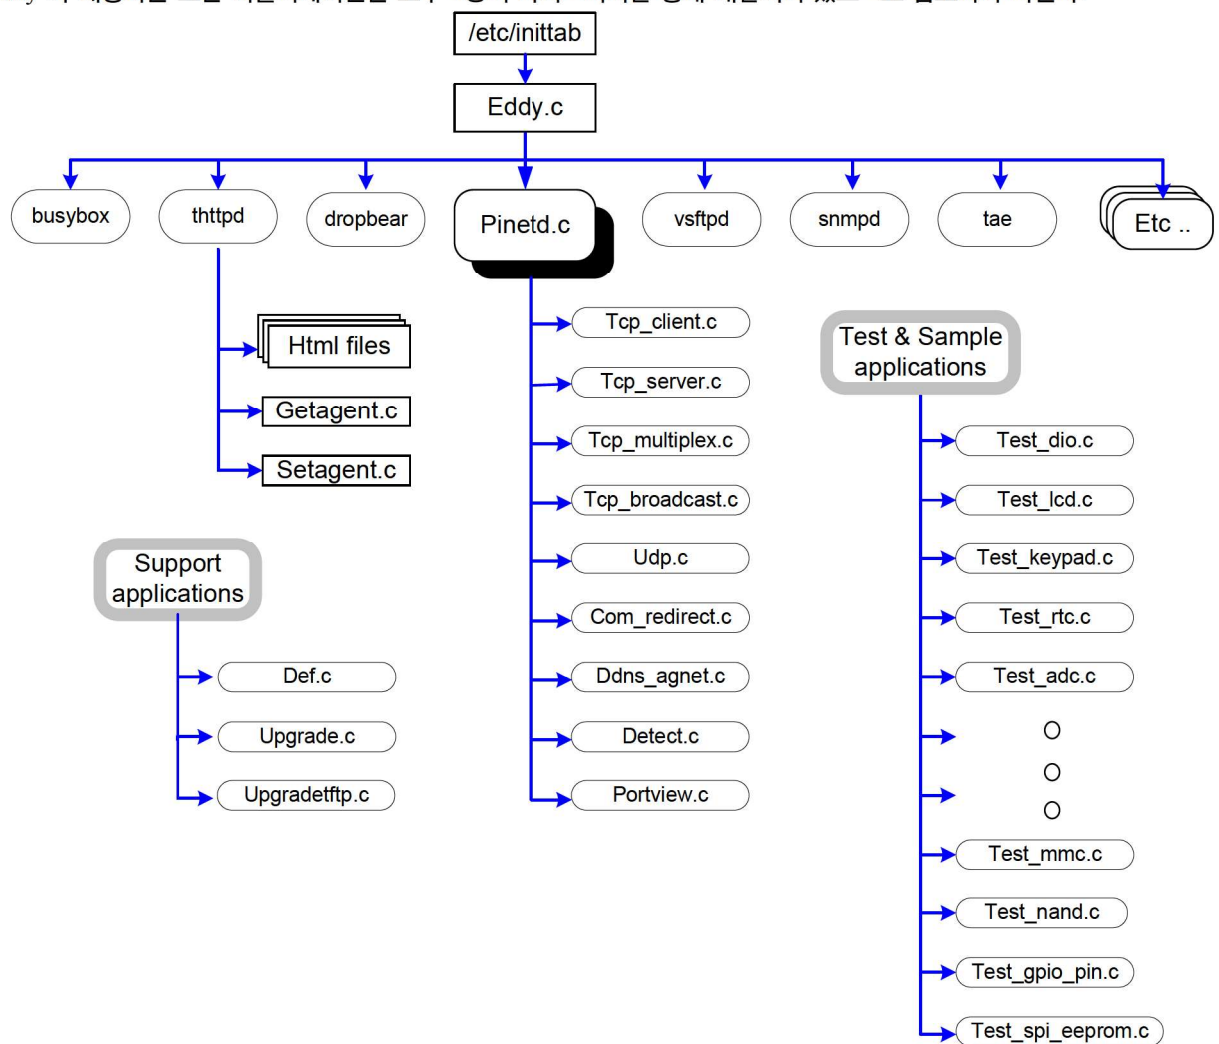 /etc/inittab
Eddy.c
busybox
thttpd
dropbear
Pinetd.c
vsftpd
snmpd
tae
Etc ..
Html files
Getagent.c
Setagent.c
Support
applications
Def.c
Upgrade.c
Upgradetftp.c
Tcp_client.c
Tcp_server.c
Tcp_multiplex.c
Tcp_broadcast.c
Udp.c
Com_redirect.c
Ddns_agnet.c
Detect.c
Portview.c
Test & Sample
applications
Test_dio.c
Test_lcd.c
Test_keypad.c
Test_rtc.c
Test_adc.c
Test_mmc.c
Test_nand.c
Test_gpio_pin.c
Test_spi_eeprom.c